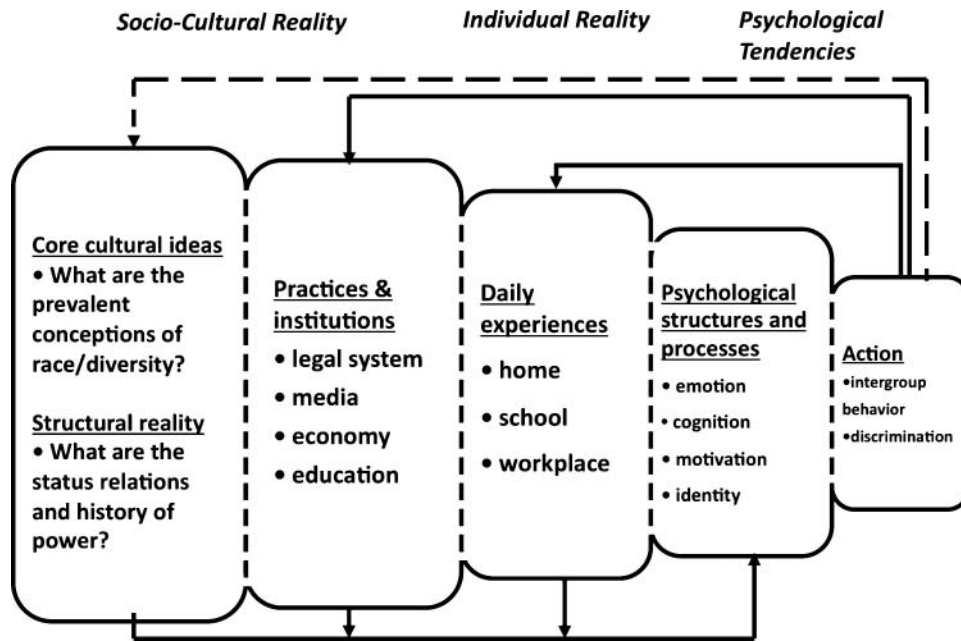 Socio-Cultural Reality
Individual Reality
Psychological
Tendencies
Core cultural ideas
• What are the
prevalent
conceptions of
race/diversity?
Structural reality
• What are the
status relations
and history of
power?
Practices &
institutions
• legal system
• media
• economy
• education
Daily
experiences
• home
• school
• workplace
Psychological
structures and
processes
• emotion
• cognition
• motivation
• identity
Action
•intergroup
behavior
•discrimination